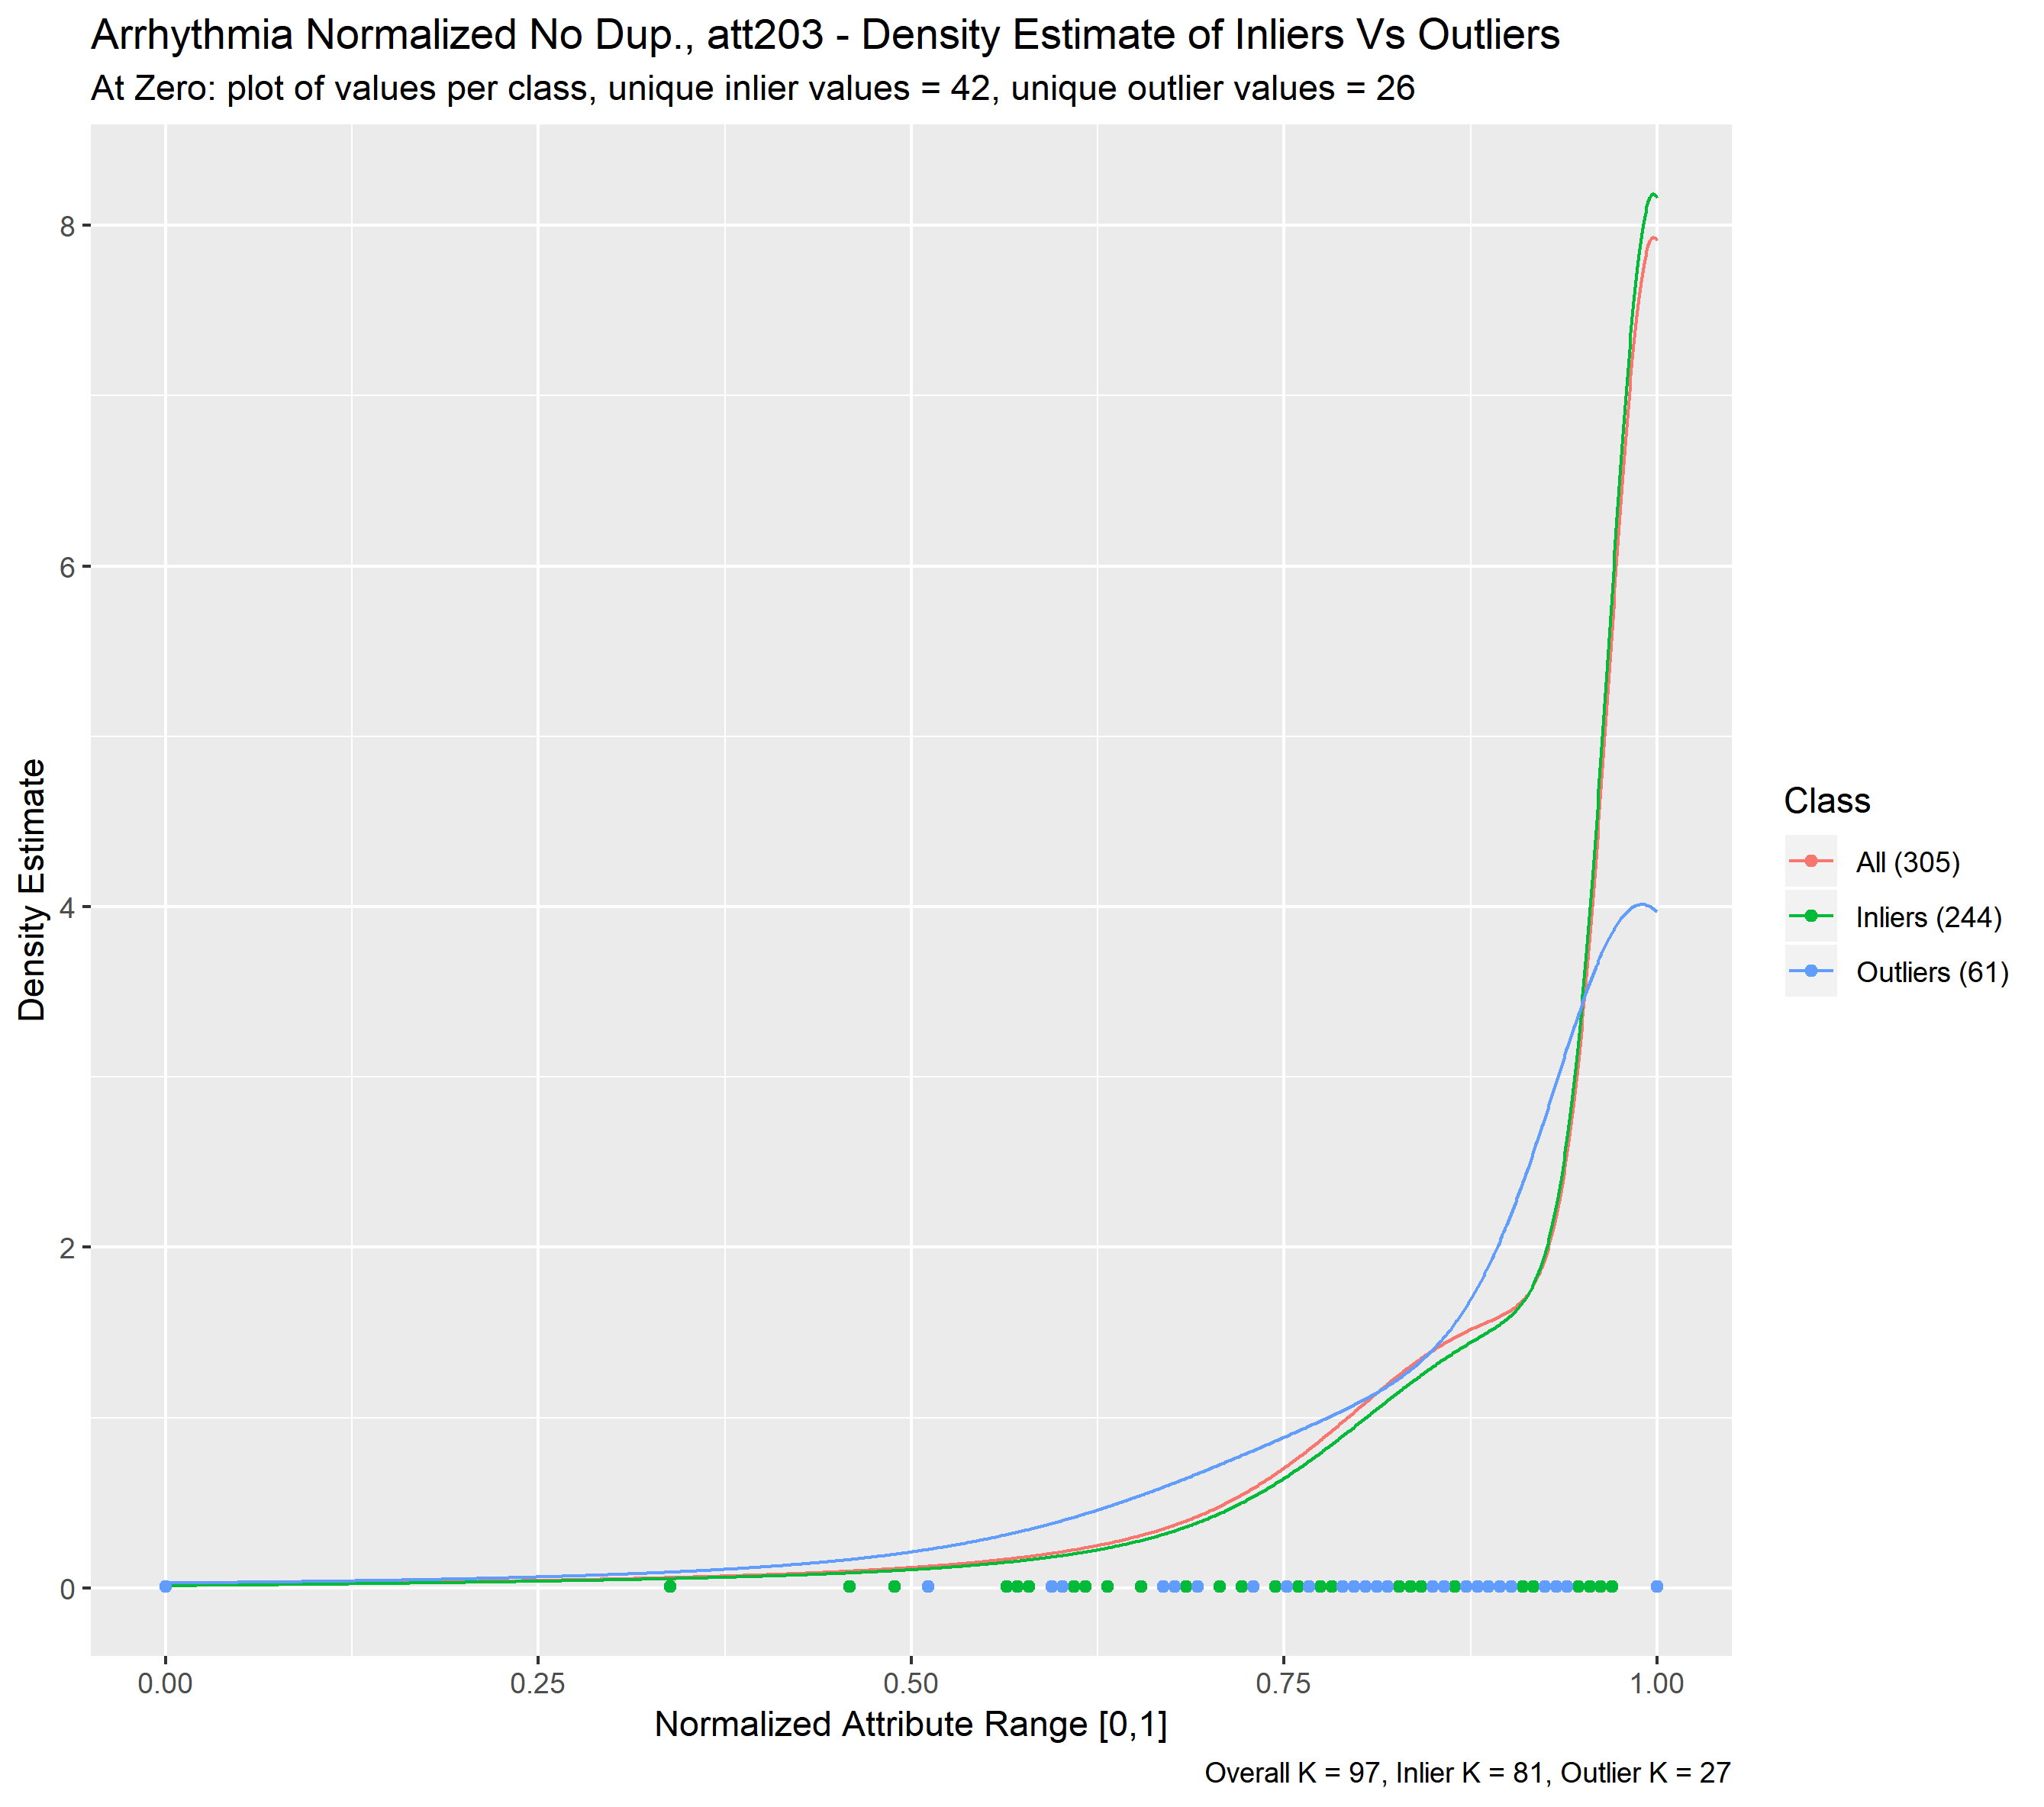 Arrhythmia Normalized No Dup., att203 - Density Estimate of Inliers Vs Outliers
At Zero: plot of values per class, unique inlier values = 42, unique outlier values = 26
8
6
4
2
0
Density Estimate
0.00 0.25 0.50 0.75 1.00
Normalized Attribute Range [0,1]
Overall K = 97, Inlier K = 81, Outlier K = 27
Class
All (305)
Inliers (244)
Outliers (61)